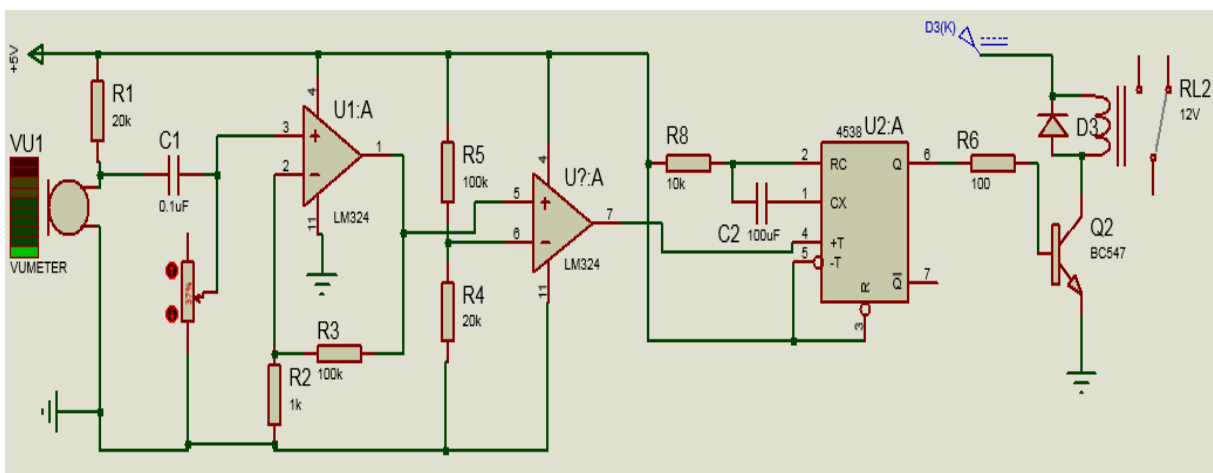 +5V
R1
20k
VU1
VUMETER
C1
0.1uF
37%
U1:A
3
2
1
4
11
+
−
LM324
R3
100k
R2
1k
R5
100k
R4
20k
U?:A
5
6
7
4
11
+
−
LM324
R8
10k
C2
100uF
4538
U2:A
2
RC
1
CX
4
+T
5
-T
3
R
Q
6
Q
7
R6
100
Q2
BC547
D3(K)
D3
RL2
12V